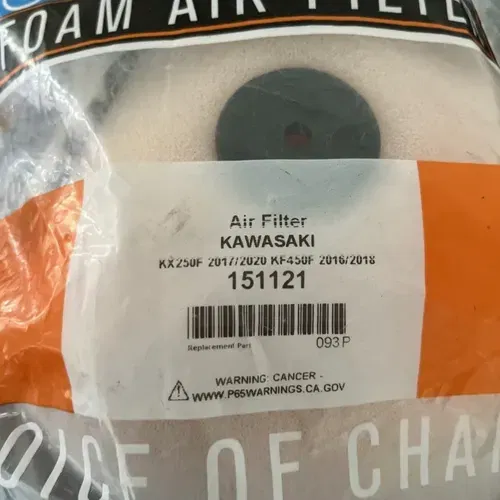 FOAM AIR FILTE
Air Filter
KAWASAKI
KX250F 2017/2020 KF450F 2016/2018
151121
Replacement Part
093P
WARNING: CANCER -
WWW.P65WARNINGS.CA.GOV
OICE OF CHAM